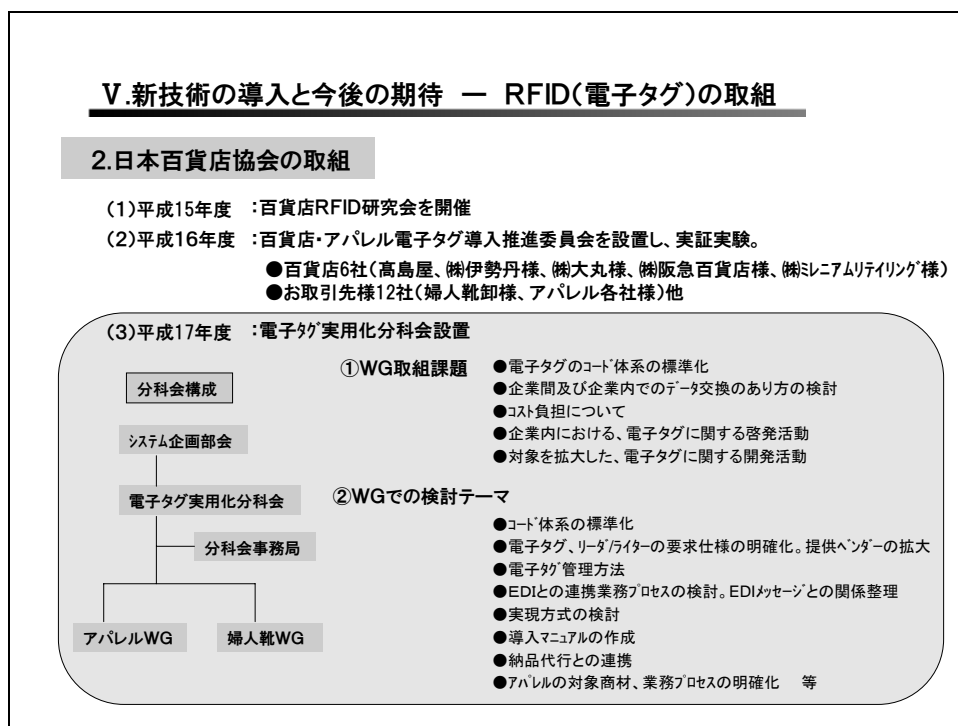 Ⅴ.新技術の導入と今後の期待 ― RFID(電子タグ)の取組
2.日本百貨店協会の取組
(1)平成15年度 :百貨店RFID研究会を開催
(2)平成16年度 :百貨店・アパレル電子タグ導入推進委員会を設置し、実証実験。
●百貨店6社(髙島屋、㈱伊勢丹様、㈱大丸様、㈱阪急百貨店様、㈱ミレニアムリテイリング様)
●お取引先様12社(婦人靴卸様、アパレル各社様)他
(3)平成17年度 :電子タグ実用化分科会設置
分科会構成
システム企画部会
電子タグ実用化分科会
分科会事務局
アパレルWG
婦人靴WG
①WG取組課題
●電子タグのコード体系の標準化
●企業間及び企業内でのデータ交換のあり方の検討
●コスト負担について
●企業内における、電子タグに関する啓発活動
●対象を拡大した、電子タグに関する開発活動
②WGでの検討テーマ
●コード体系の標準化
●電子タグ、リーダ/ライターの要求仕様の明確化。提供ベンダーの拡大
●電子タグ管理方法
●EDIとの連携業務プロセスの検討。EDIメッセージとの関係整理
●実現方式の検討
●導入マニュアルの作成
●納品代行との連携
●アパレルの対象商材、業務プロセスの明確化 等